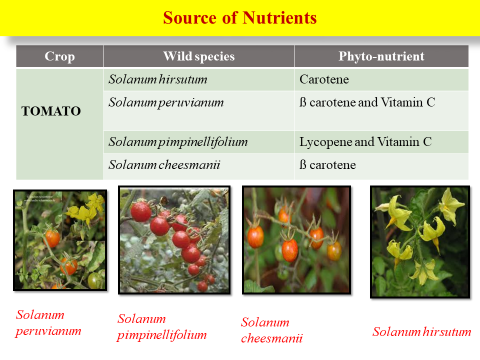 Source of Nutrients
Crop Wild species Phyto-nutrient
TOMATO
Solanum hirsutum Carotene
Solanum peruvianum ß carotene and Vitamin C
Solanum pimpinellifolium Lycopene and Vitamin C
Solanum cheesmanii ß carotene
Solanum
peruvianum
Solanum
pimpinellifolium
Solanum
cheesmanii
Solanum hirsutum